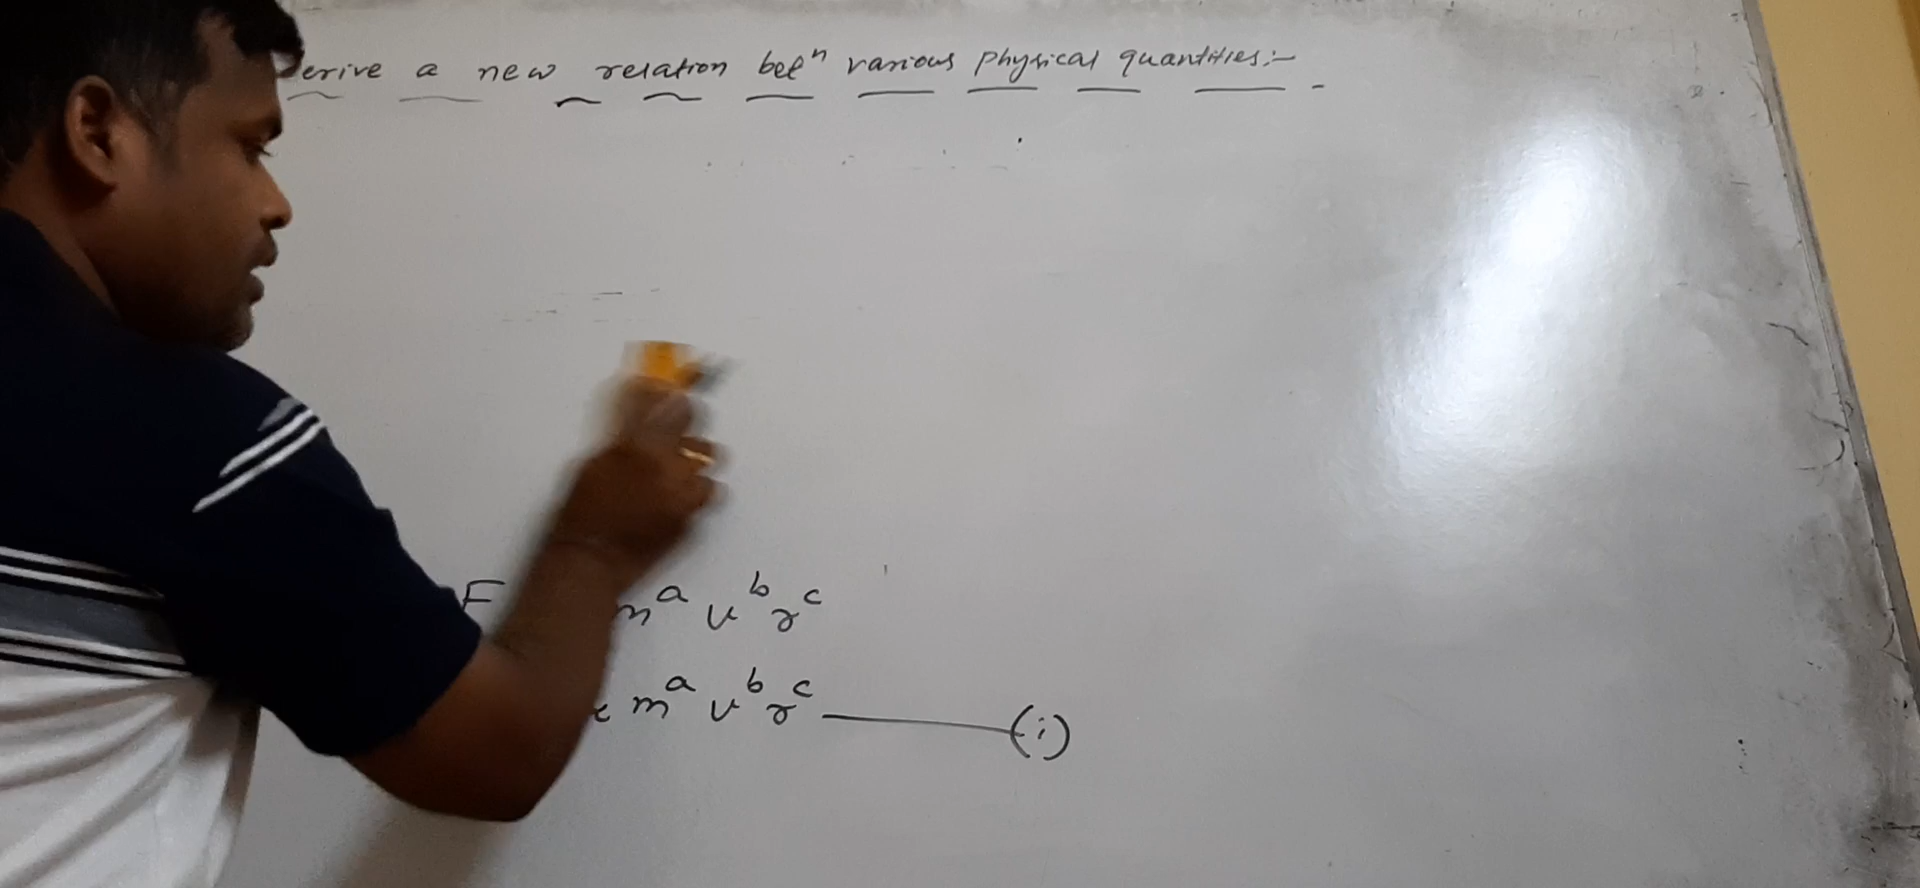 erive a new relation betⁿ various physical quantities:-
F m^a v^b r^c
m^a v^b r^c ——— (i)